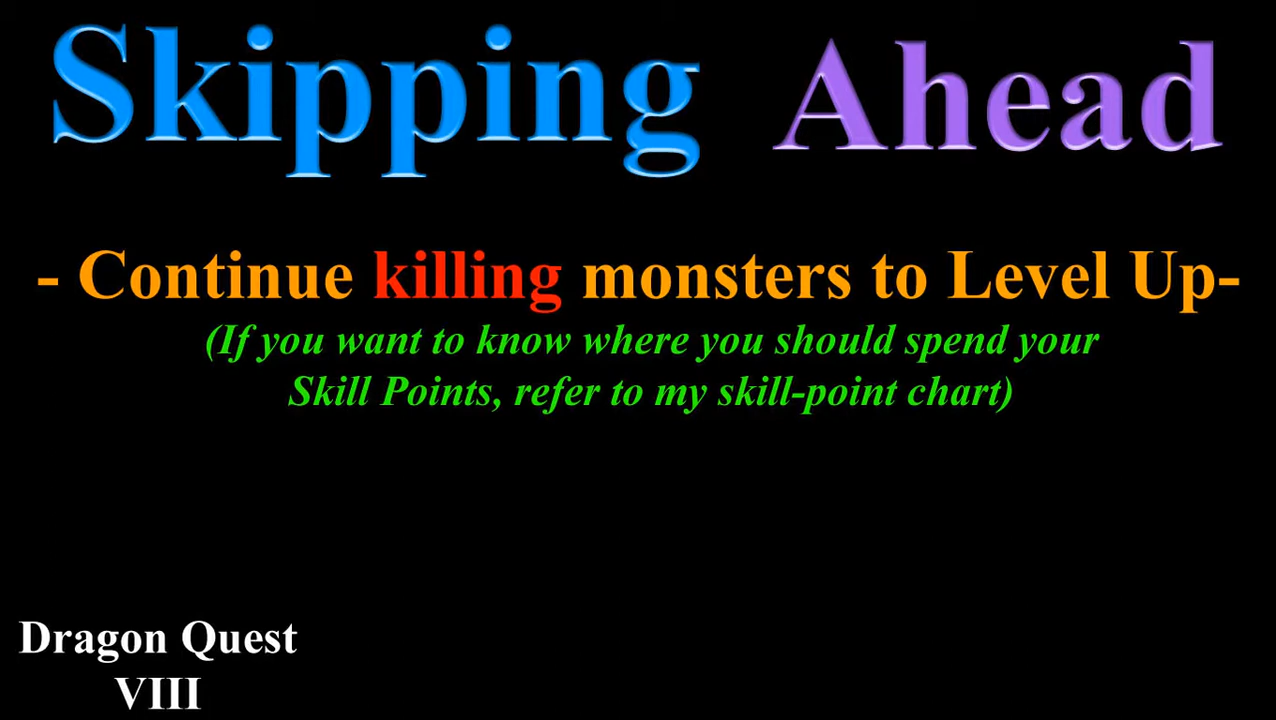 Skipping Ahead
- Continue killing monsters to Level Up-
(If you want to know where you should spend your
Skill Points, refer to my skill-point chart)
Dragon Quest
VIII